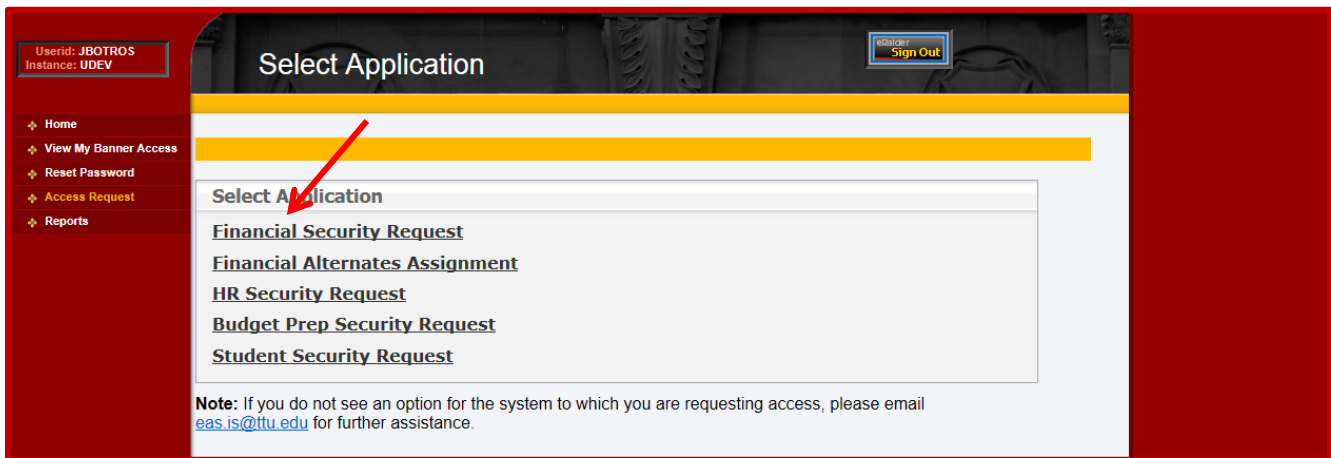 Userid: JBOTROS
Instance: UDEV
Select Application
eRaider
Sign Out
Home
View My Banner Access
Reset Password
Access Request
Reports
Select Application
Financial Security Request
Financial Alternates Assignment
HR Security Request
Budget Prep Security Request
Student Security Request
Note: If you do not see an option for the system to which you are requesting access, please email
eas.is@ttu.edu for further assistance.